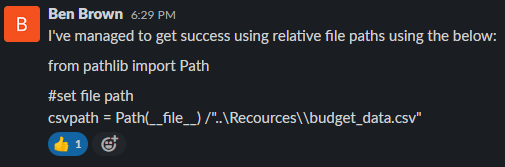 B
Ben Brown 6:29 PM
I've managed to get success using relative file paths using the below:
from pathlib import Path
#set file path
csvpath = Path(__file__) /"..\Recources\\budget_data.csv"
1